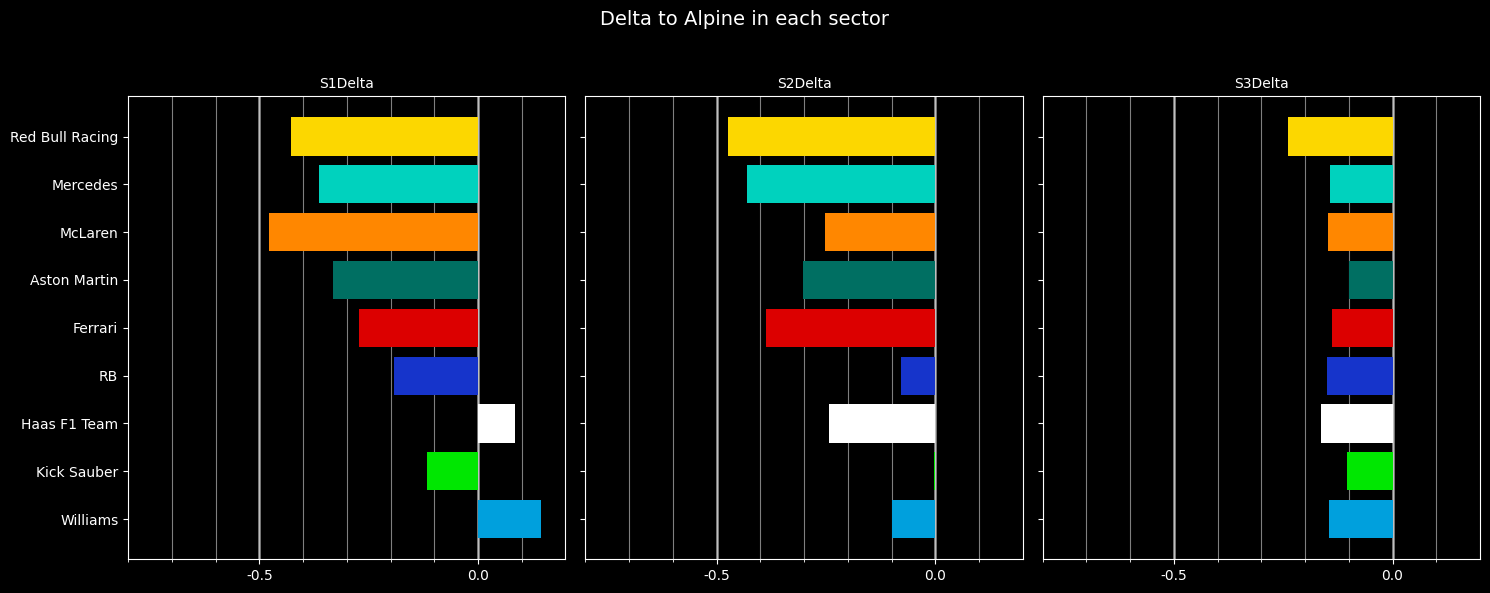 Delta to Alpine in each sector
S1Delta
S2Delta
S3Delta
Red Bull Racing
Mercedes
McLaren
Aston Martin
Ferrari
RB
Haas F1 Team
Kick Sauber
Williams
-0.5 0.0
-0.5 0.0
-0.5 0.0